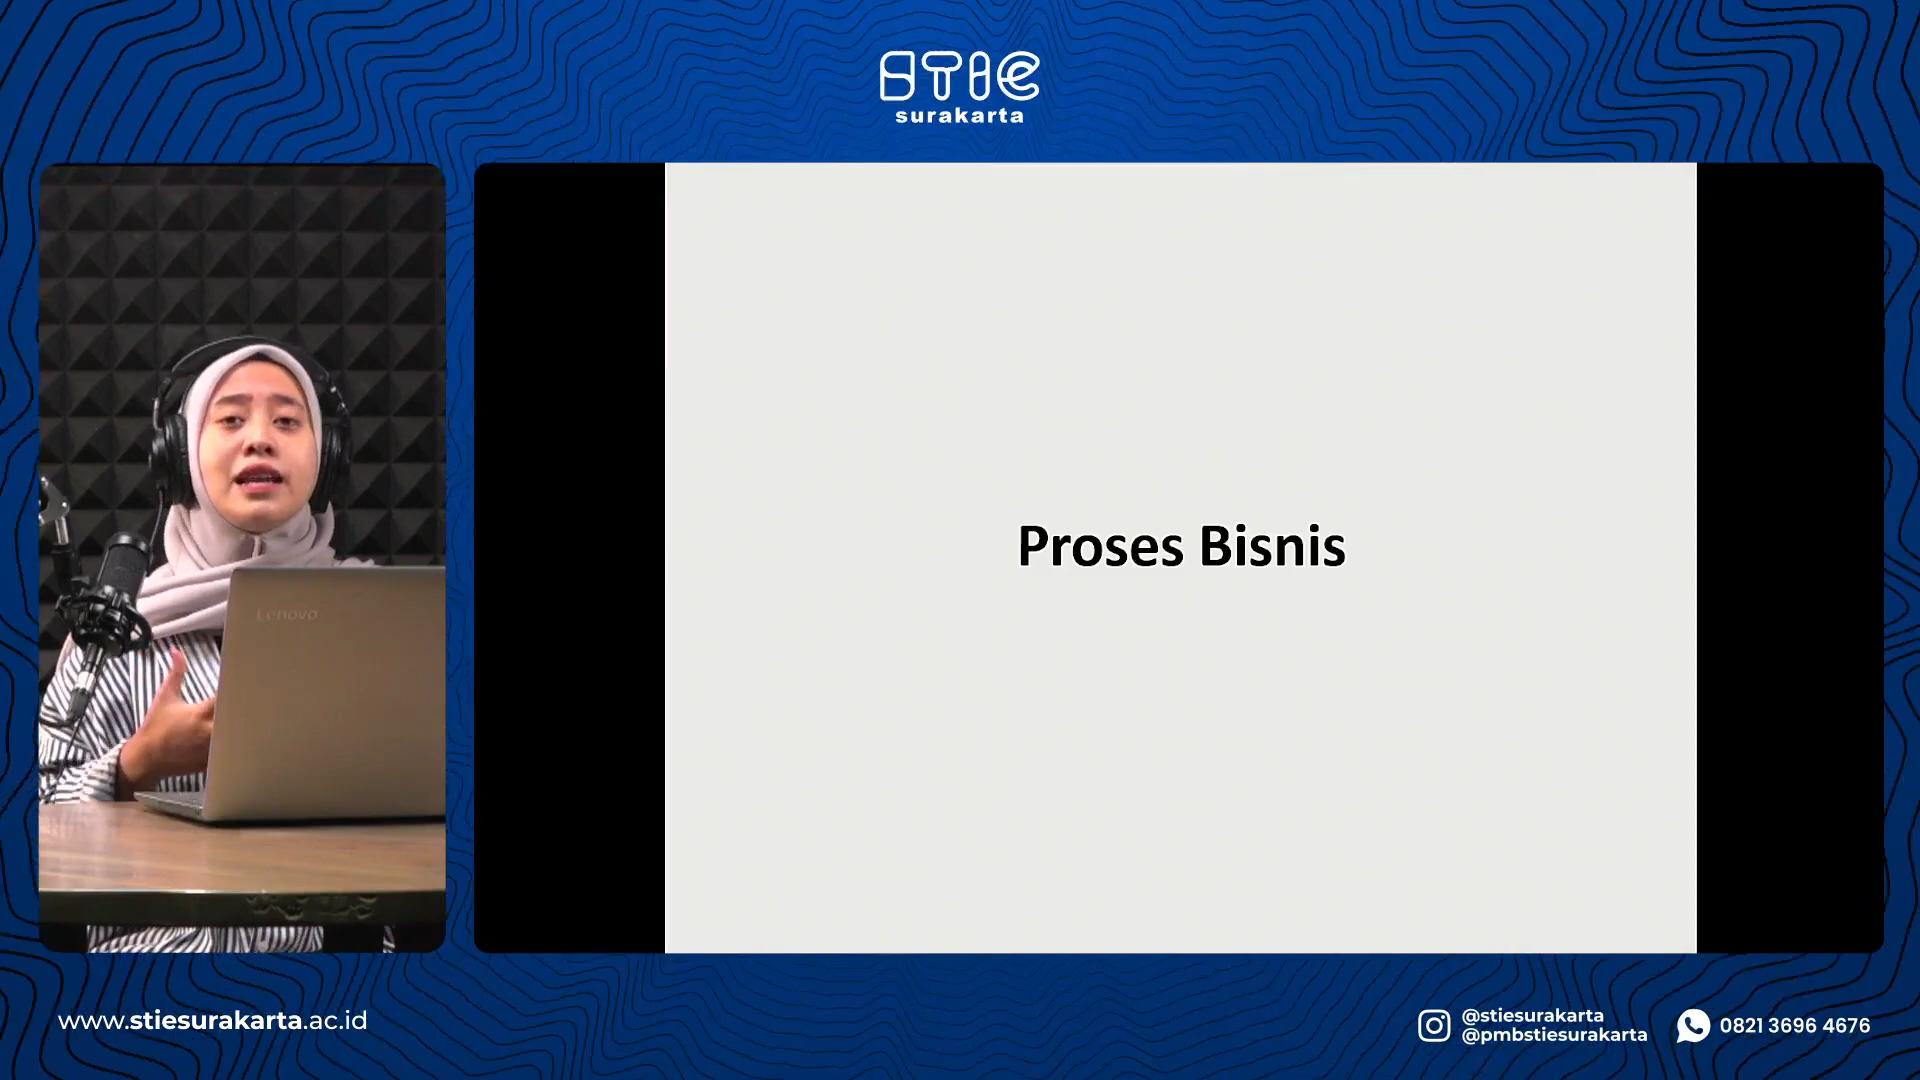 STIE
surakarta
Lenovo
Proses Bisnis
www.stiesurakarta.ac.id
@stiesurakarta
@pmbstiesurakarta
0821 3696 4676